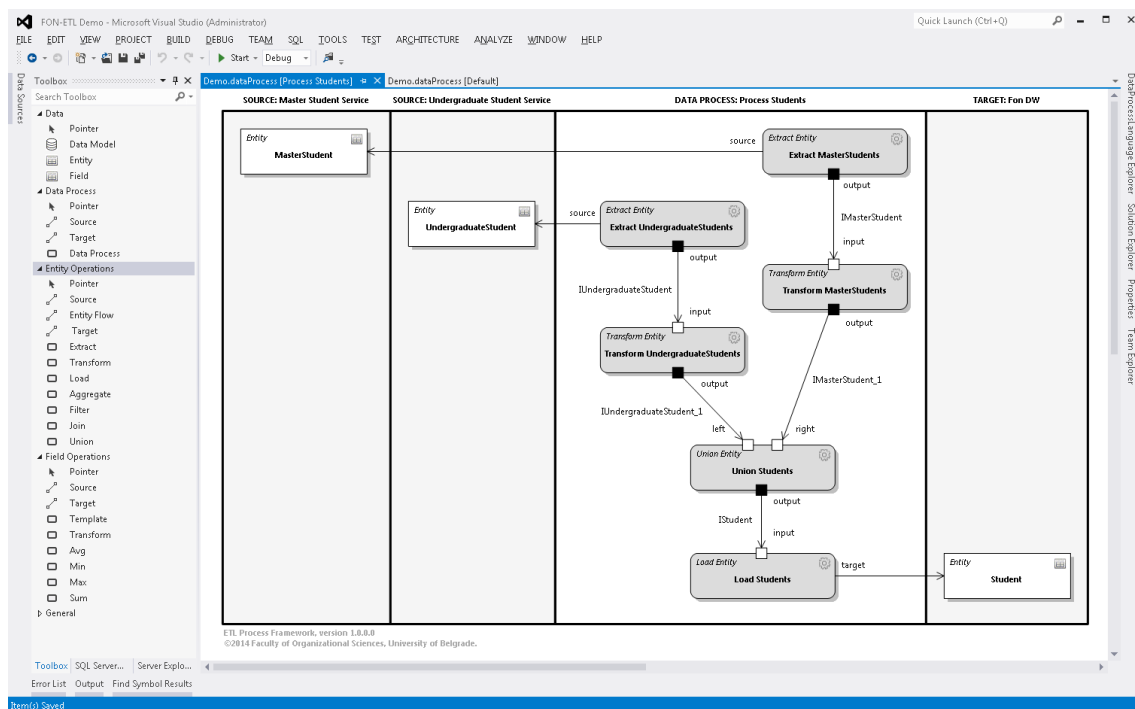 FON-ETL Demo - Microsoft Visual Studio (Administrator)
Quick Launch (Ctrl+Q)
FILE EDIT VIEW PROJECT BUILD DEBUG TEAM SQL TOOLS TEST ARCHITECTURE ANALYZE WINDOW HELP
Start Debug
Data Sources
Toolbox
Search Toolbox
Data
Pointer
Data Model
Entity
Field
Data Process
Pointer
Source
Target
Data Process
Entity Operations
Pointer
Source
Entity Flow
Target
Extract
Transform
Load
Aggregate
Filter
Join
Union
Field Operations
Pointer
Source
Target
Template
Transform
Avg
Min
Max
Sum
General
Toolbox SQL Server... Server Explo...
Demo.dataProcess [Process Students] Demo.dataProcess [Default]
SOURCE: Master Student Service SOURCE: Undergraduate Student Service DATA PROCESS: Process Students TARGET: Fon DW
Entity
MasterStudent
source
Extract Entity
Extract MasterStudents
output
IMasterStudent
input
Entity
UndergraduateStudent
source
Extract Entity
Extract UndergraduateStudents
output
IUndergraduateStudent
input
Transform Entity
Transform MasterStudents
output
Transform Entity
Transform UndergraduateStudents
output
IMasterStudent_1
IUndergraduateStudent_1
left
right
Union Entity
Union Students
output
IStudent
input
Load Entity
Load Students
target
Entity
Student
ETL Process Framework, version 1.0.0.0
©2014 Faculty of Organizational Sciences, University of Belgrade.
DataProcessLanguage Explorer
Solution Explorer
Properties
Team Explorer
Error List Output Find Symbol Results
Item(s) Saved